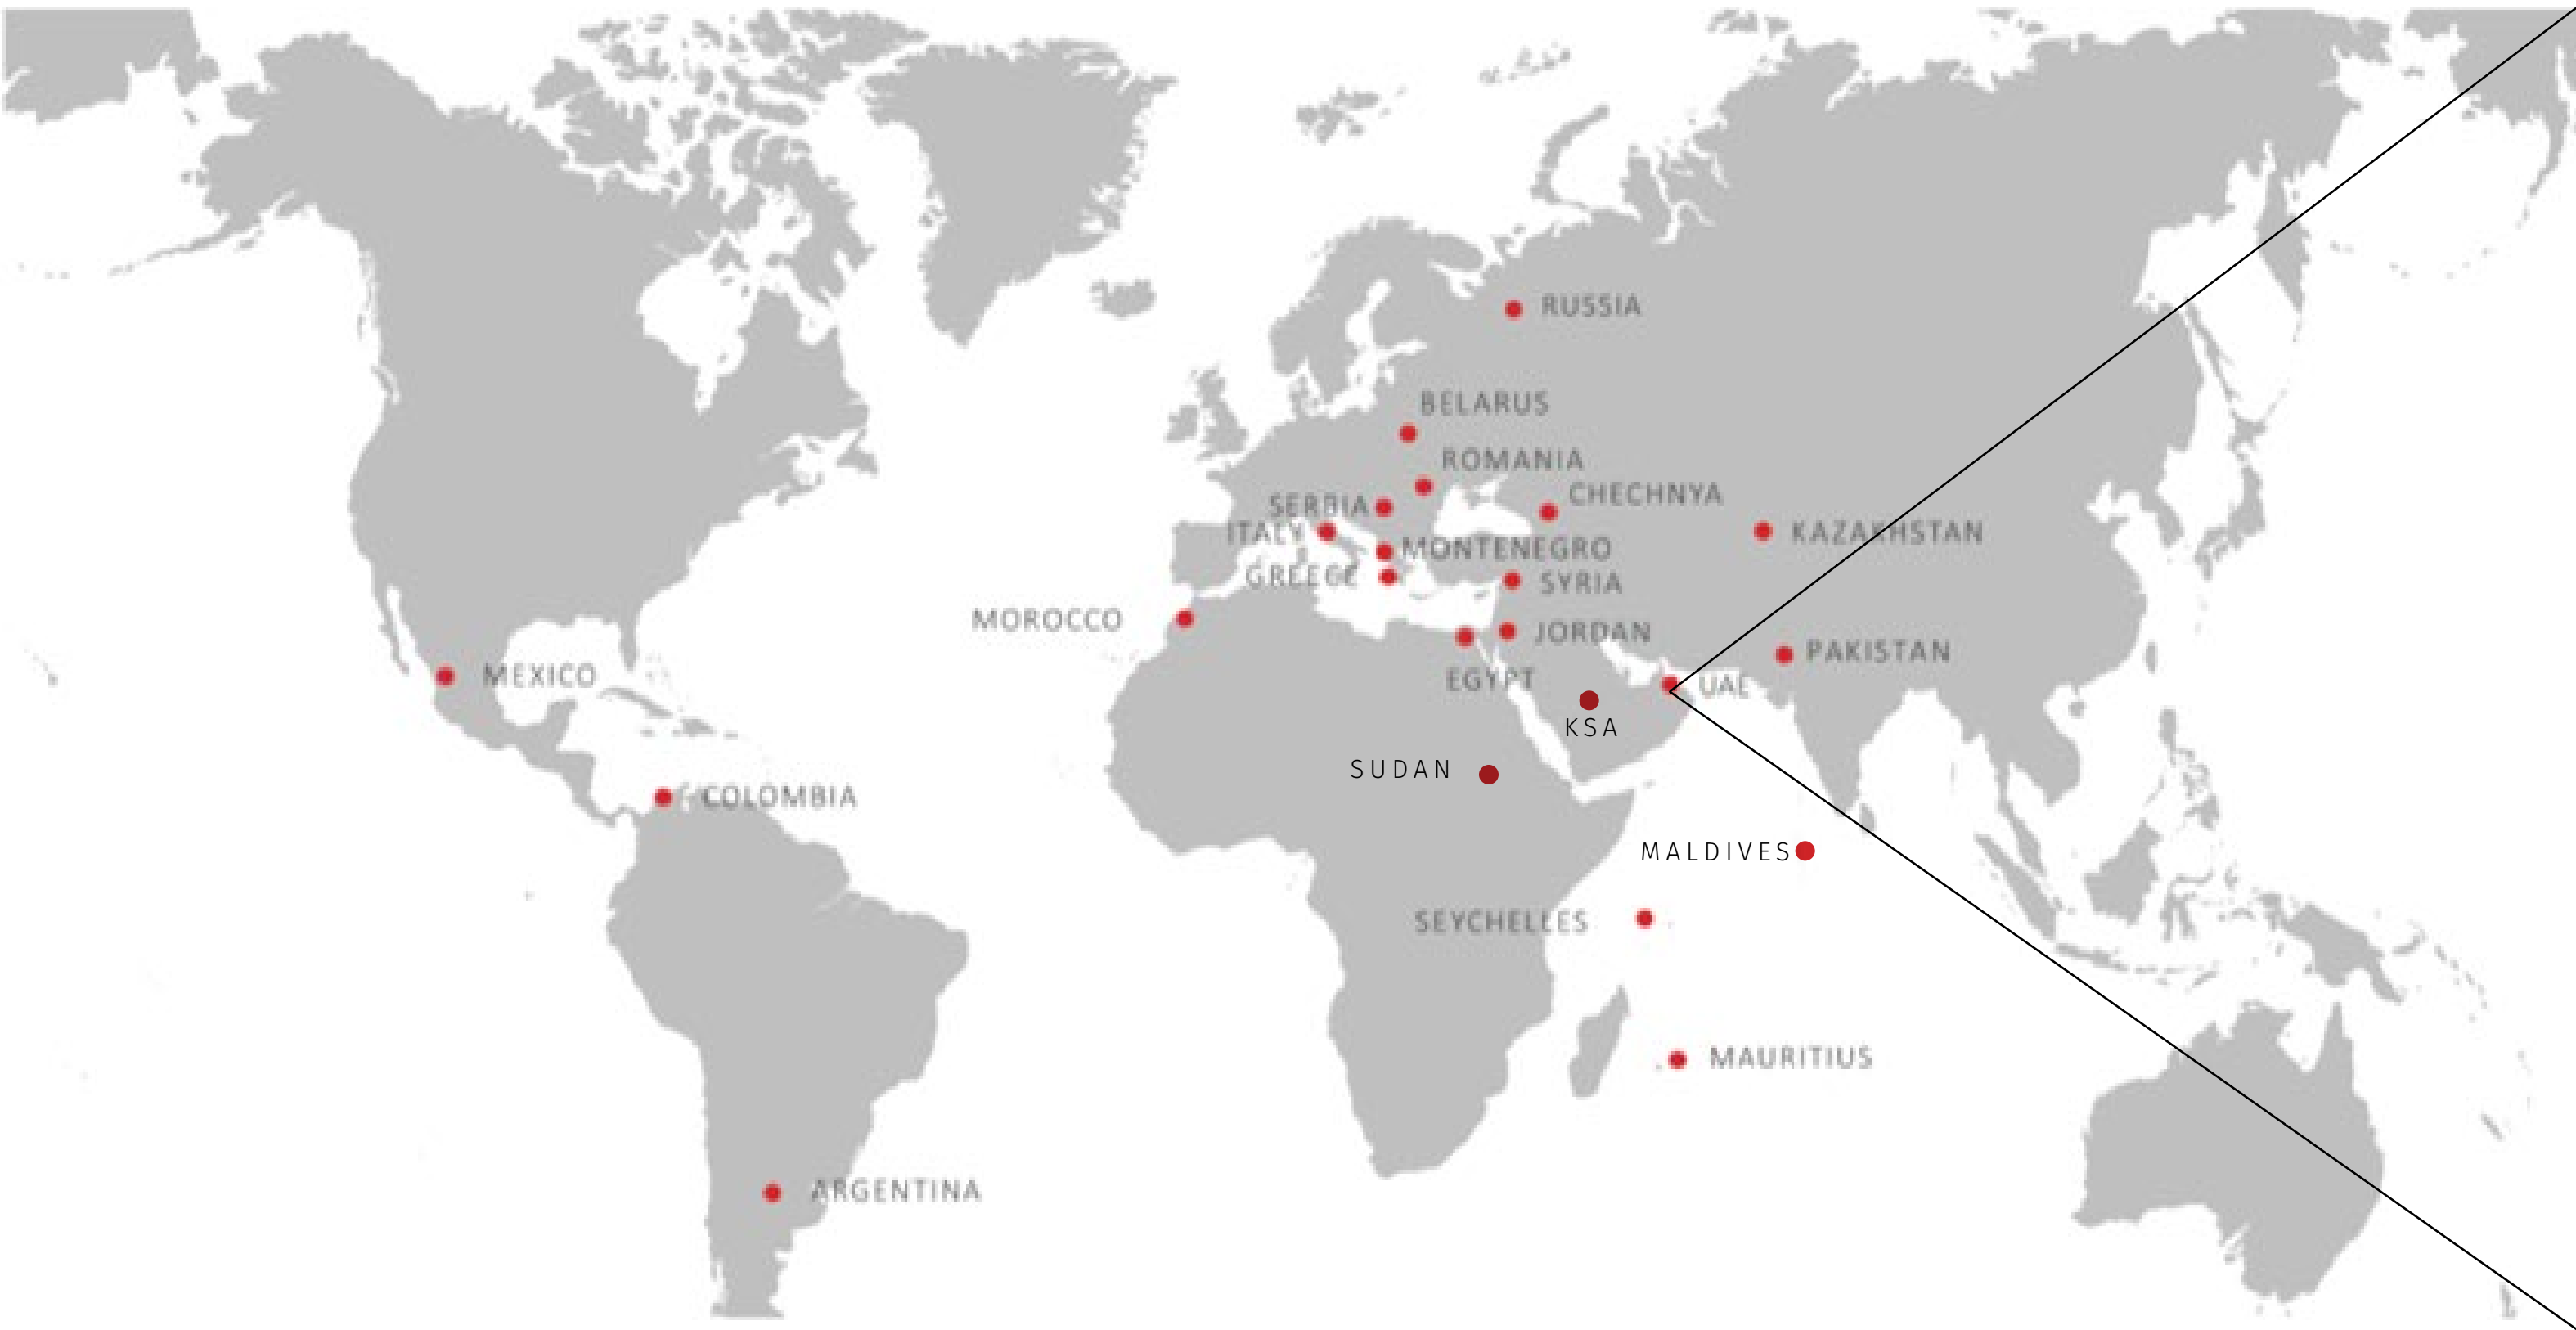 RUSSIA
BELARUS
ROMANIA
CHECHNYA
SERBIA
ITALY
KAZAKHSTAN
MONTENEGRO
GREECE
SYRIA
MOROCCO
JORDAN
PAKISTAN
MEXICO
EGYPT
UAE
KSA
SUDAN
COLOMBIA
MALDIVES
SEYCHELLES
MAURITIUS
ARGENTINA